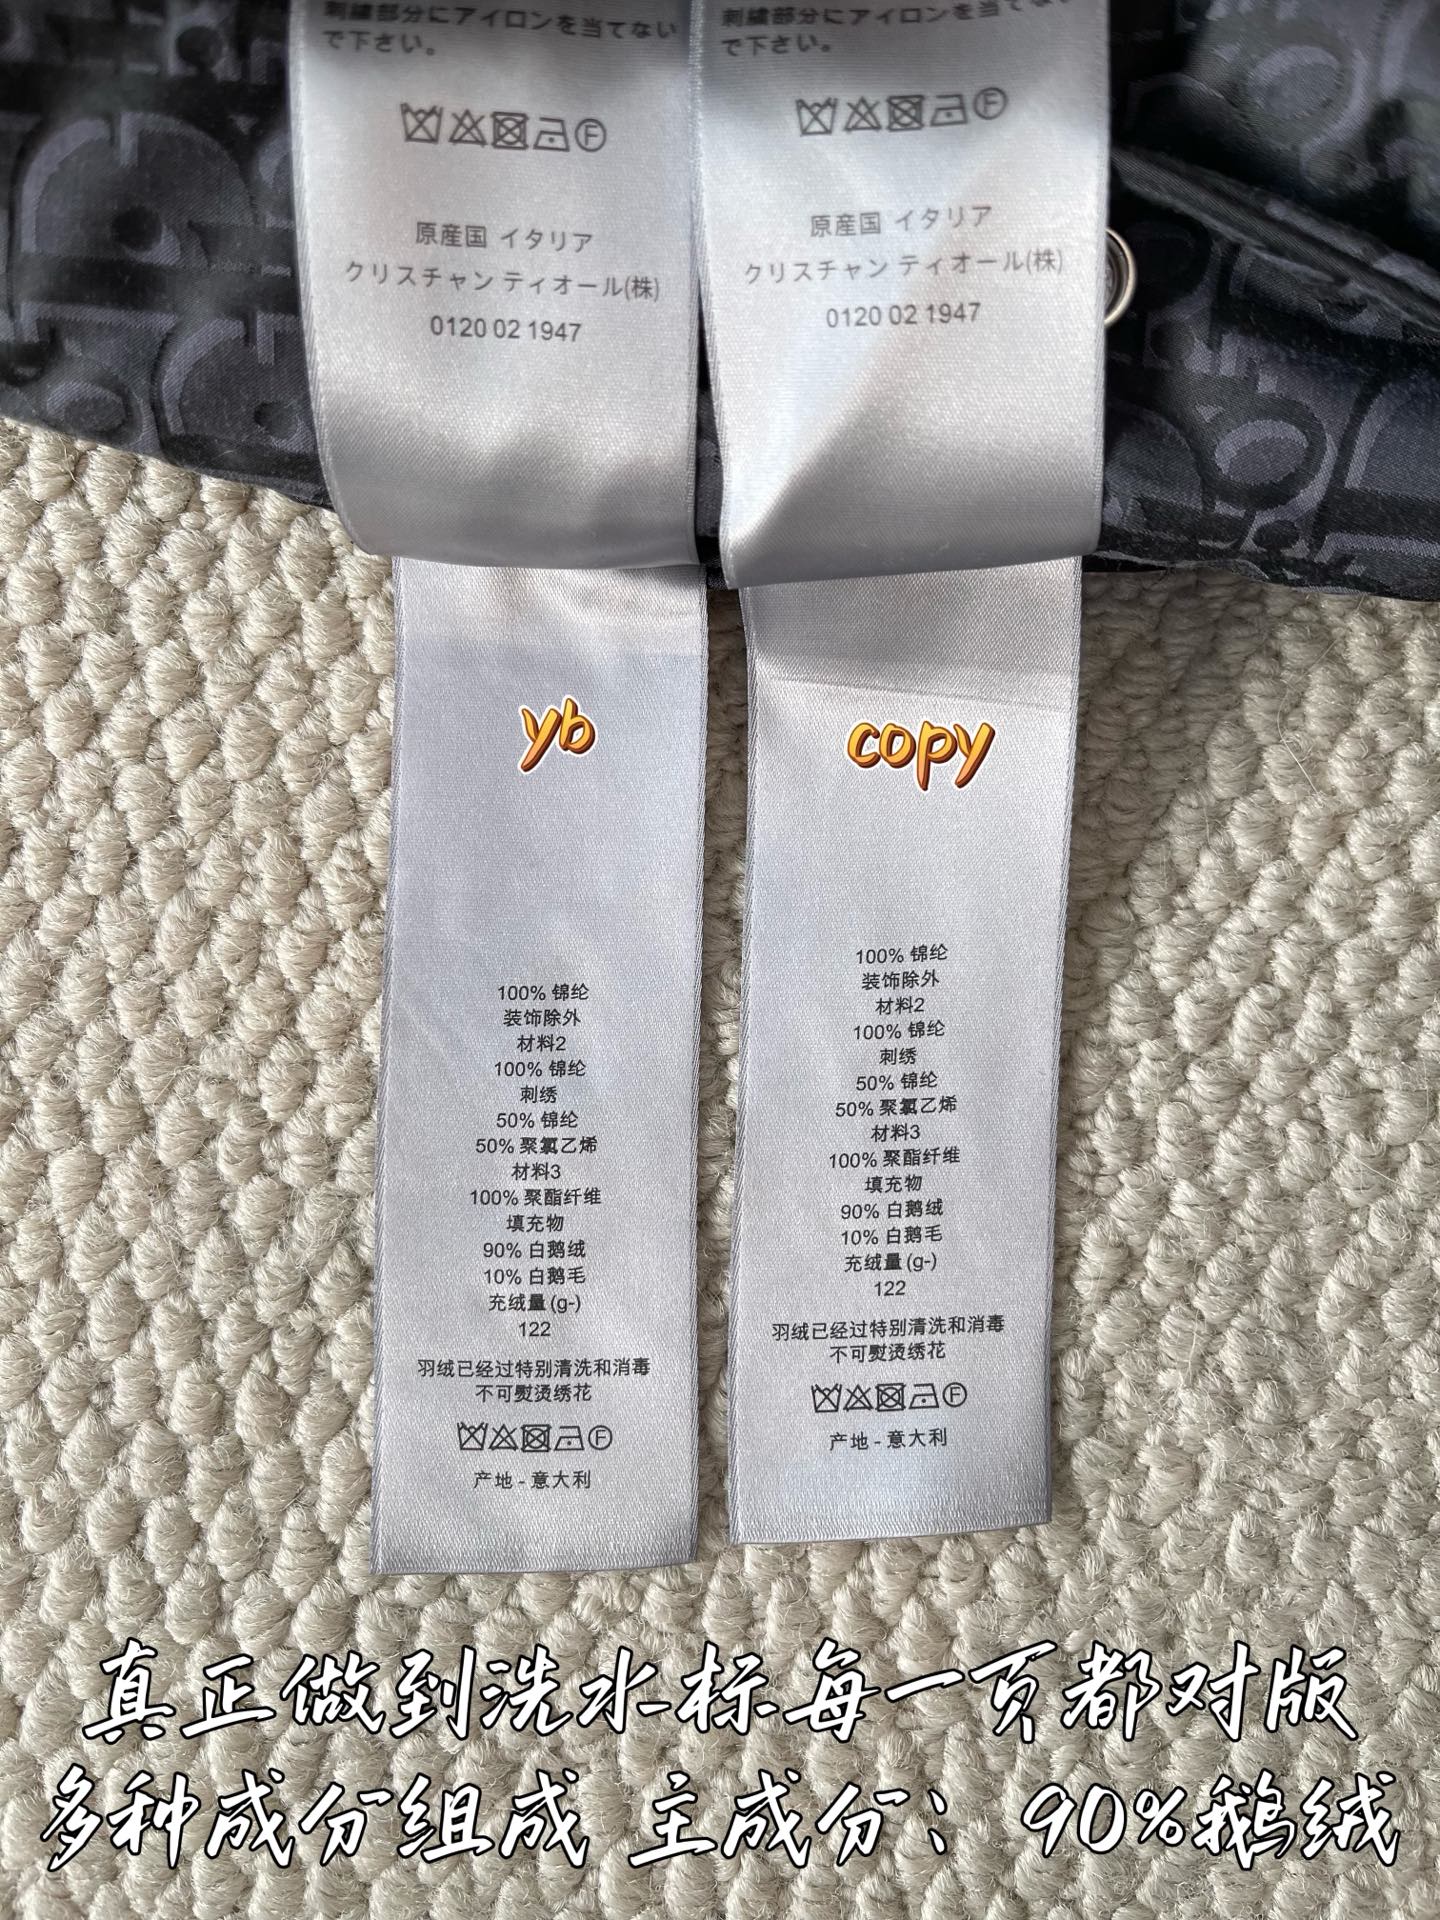 刺繍部分にアイロンを当てない
で下さい。
F
原産国 イタリア
クリスチャン ディオール(株)
0120 02 1947
刺繍部分にアイロンを当てない
で下さい。
F
原産国 イタリア
クリスチャン ディオール(株)
0120 02 1947
yb
100% 锦纶
装饰除外
材料2
100% 锦纶
刺绣
50% 锦纶
50% 聚氯乙烯
材料3
100% 聚酯纤维
填充物
90% 白鹅绒
10% 白鹅毛
充绒量 (g-)
122
羽绒已经过特别清洗和消毒
不可熨烫绣花
F
产地 - 意大利
copy
100% 锦纶
装饰除外
材料2
100% 锦纶
刺绣
50% 锦纶
50% 聚氯乙烯
材料3
100% 聚酯纤维
填充物
90% 白鹅绒
10% 白鹅毛
充绒量 (g-)
122
羽绒已经过特别清洗和消毒
不可熨烫绣花
F
产地 - 意大利
真正做到洗水标每一页都对版
多种成分组成 主成分：90%鹅绒